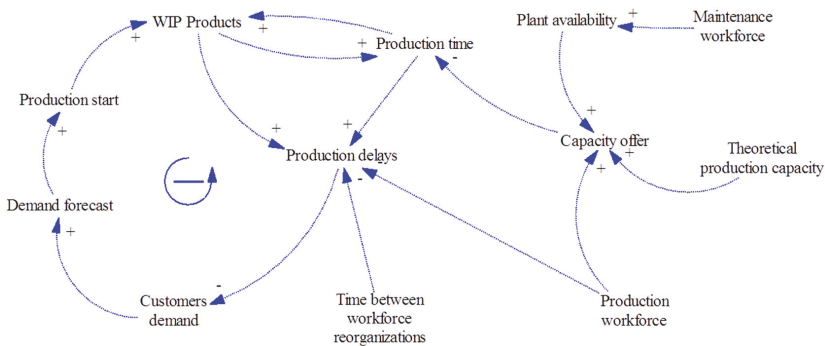 WIP Products
Plant availability
Maintenance
workforce
Production time
Production start
Capacity offer
Theoretical
production capacity
Production delays
Demand forecast
Customers
demand
Time between
workforce
reorganizations
Production
workforce
+
+
+
+
+
-
+
+
+
+
+
+
+
-
-
+
-